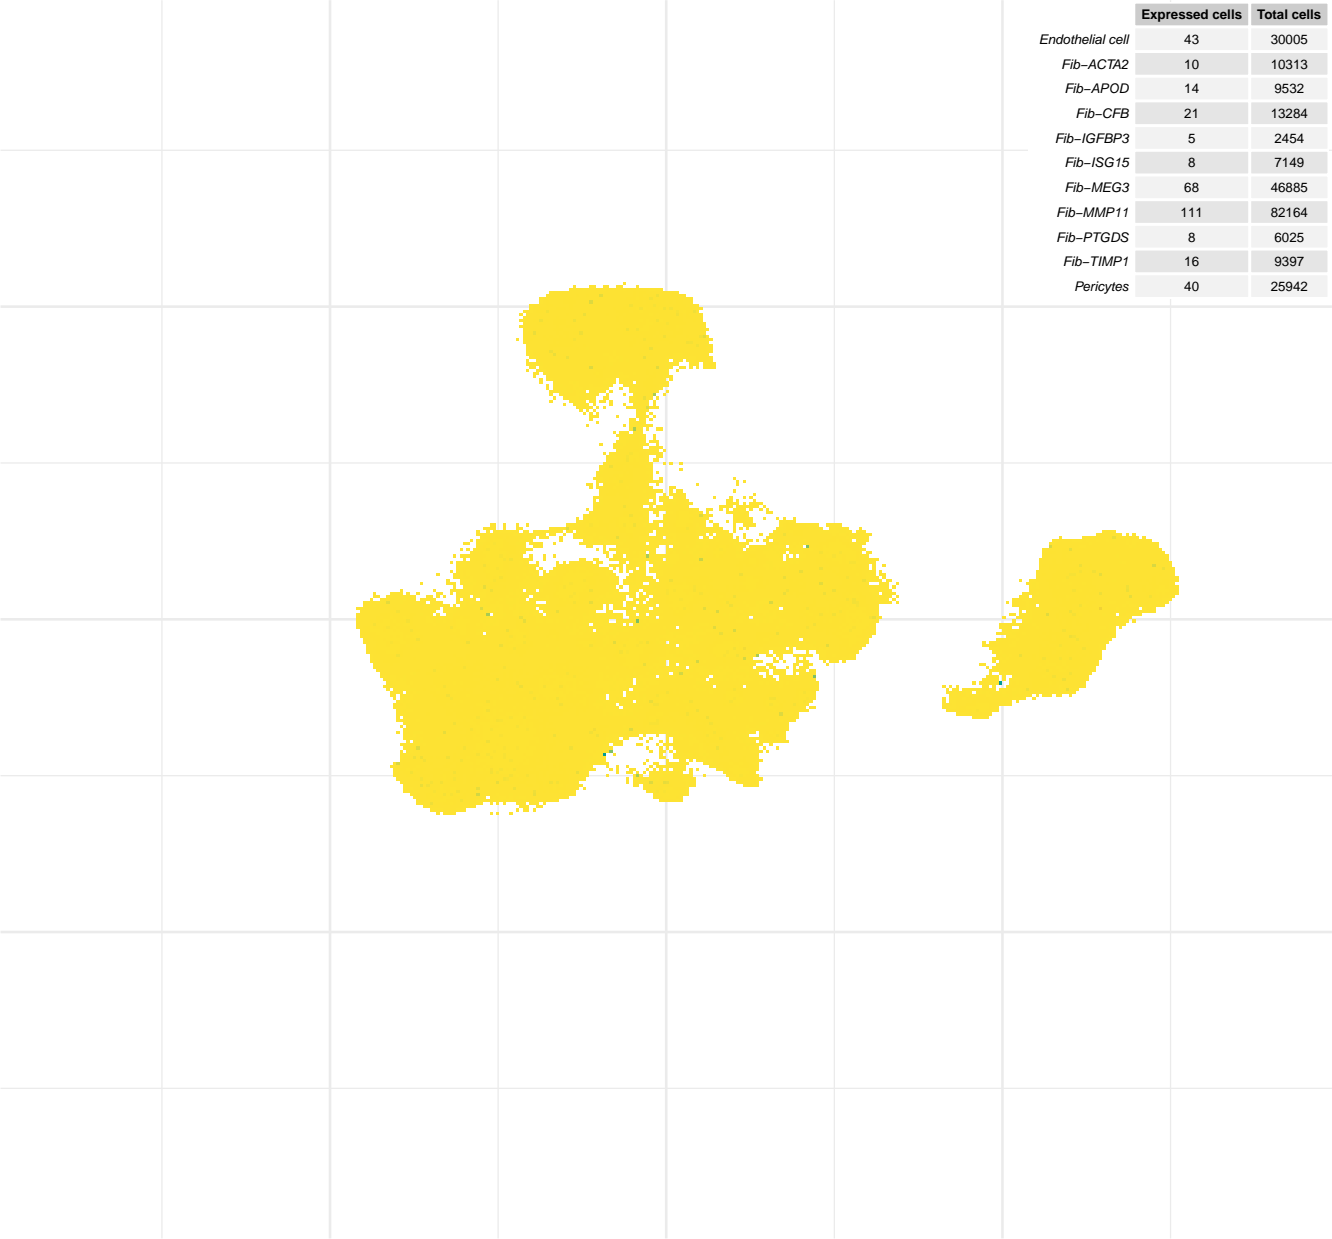 Expressed cells Total cells
Endothelial cell 43 30005
Fib−ACTA2 10 10313
Fib−APOD 14 9532
Fib−CFB 21 13284
Fib−IGFBP3 5 2454
Fib−ISG15 8 7149
Fib−MEG3 68 46885
Fib−MMP11 111 82164
Fib−PTGDS 8 6025
Fib−TIMP1 16 9397
Pericytes 40 25942